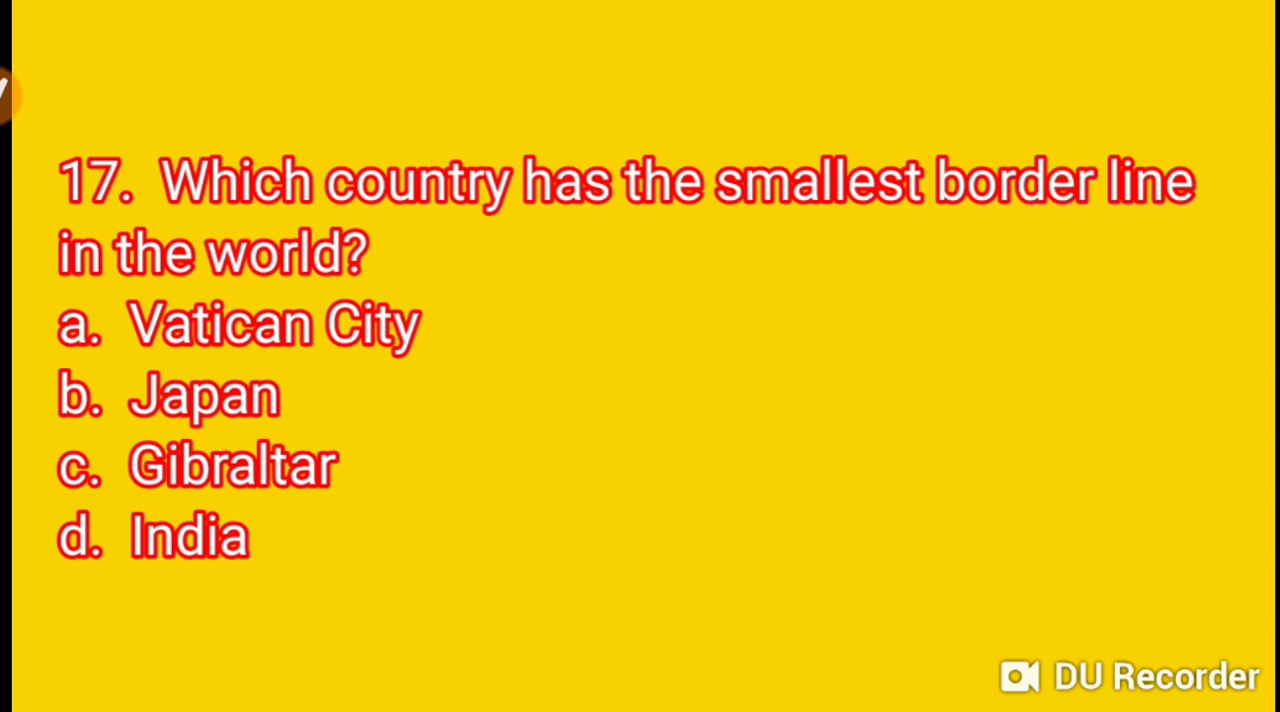 17. Which country has the smallest border line
in the world?
a. Vatican City
b. Japan
c. Gibraltar
d. India
DU Recorder